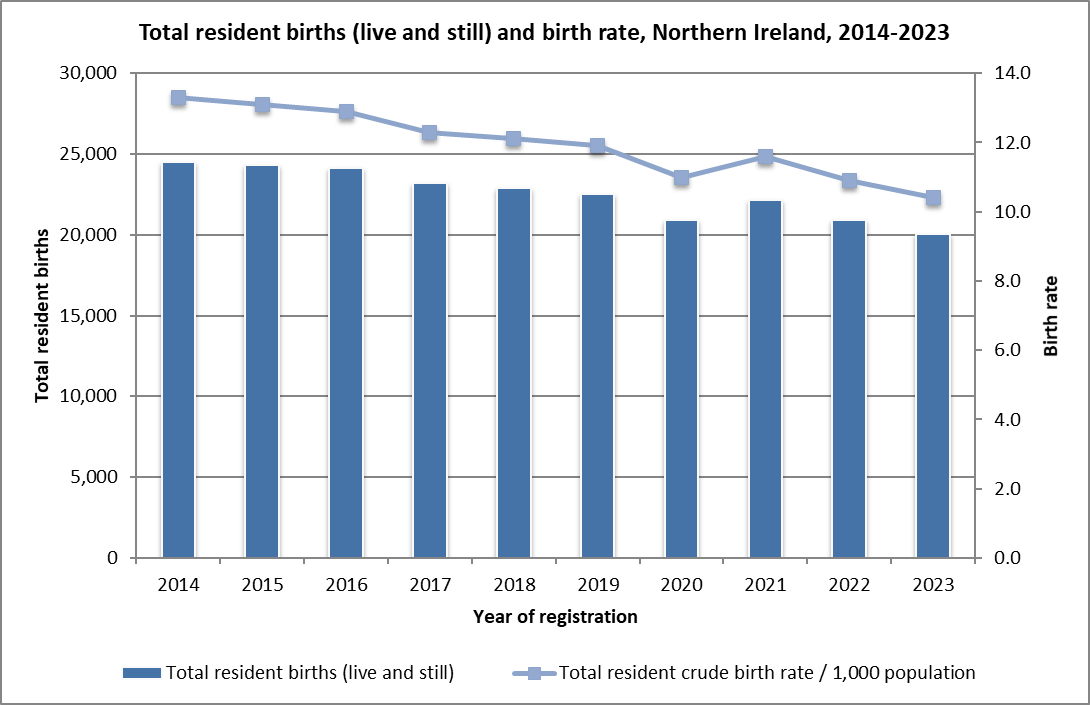 Total resident births (live and still) and birth rate, Northern Ireland, 2014-2023
30,000
25,000
20,000
15,000
10,000
5,000
0
Total resident births
14.0
12.0
10.0
8.0
6.0
4.0
2.0
0.0
Birth rate
2014 2015 2016 2017 2018 2019 2020 2021 2022 2023
Year of registration
Total resident births (live and still) Total resident crude birth rate / 1,000 population